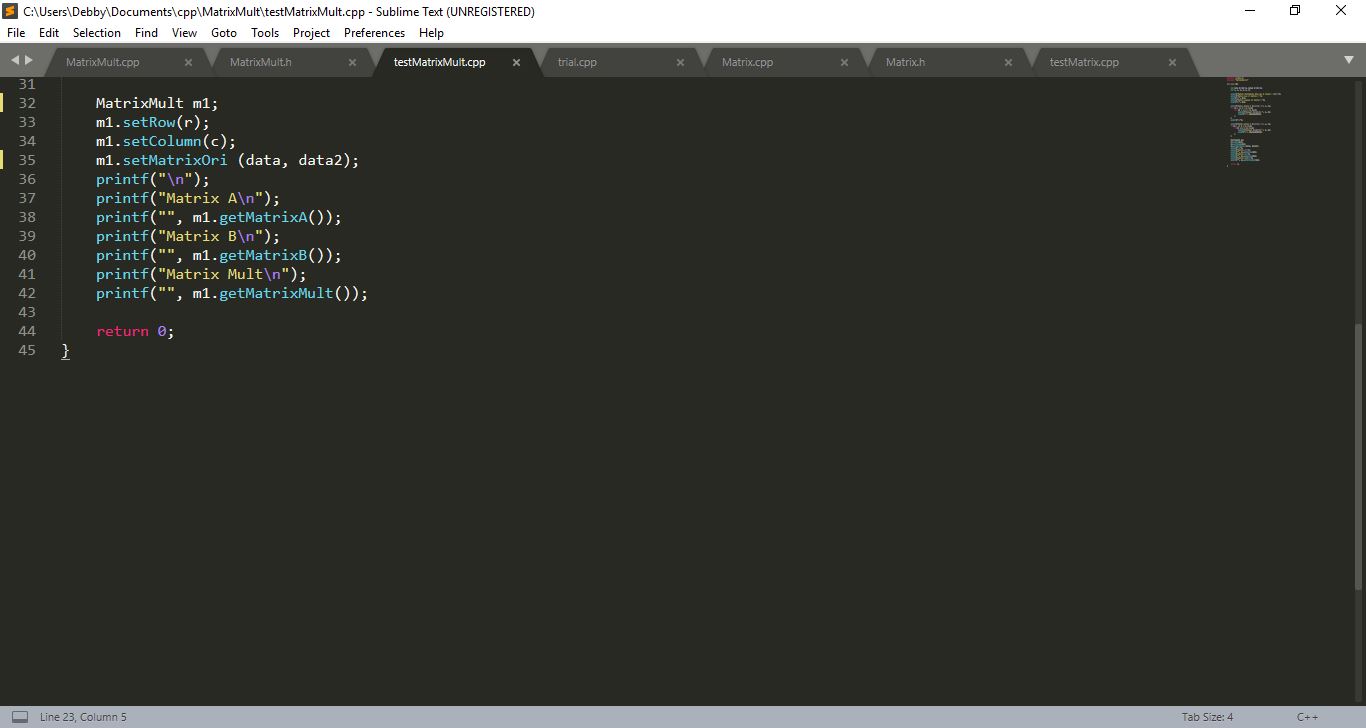 C:\Users\Debby\Documents\cpp\MatrixMult\testMatrixMult.cpp - Sublime Text (UNREGISTERED)
File Edit Selection Find View Goto Tools Project Preferences Help
MatrixMult.cpp MatrixMult.h testMatrixMult.cpp trial.cpp Matrix.cpp Matrix.h testMatrix.cpp
31
32 MatrixMult m1;
33 m1.setRow(r);
34 m1.setColumn(c);
35 m1.setMatrixOri (data, data2);
36 printf("\n");
37 printf("Matrix A\n");
38 printf("", m1.getMatrixA());
39 printf("Matrix B\n");
40 printf("", m1.getMatrixB());
41 printf("Matrix Mult\n");
42 printf("", m1.getMatrixMult());
43
44 return 0;
45 }
Line 23, Column 5 Tab Size: 4 C++